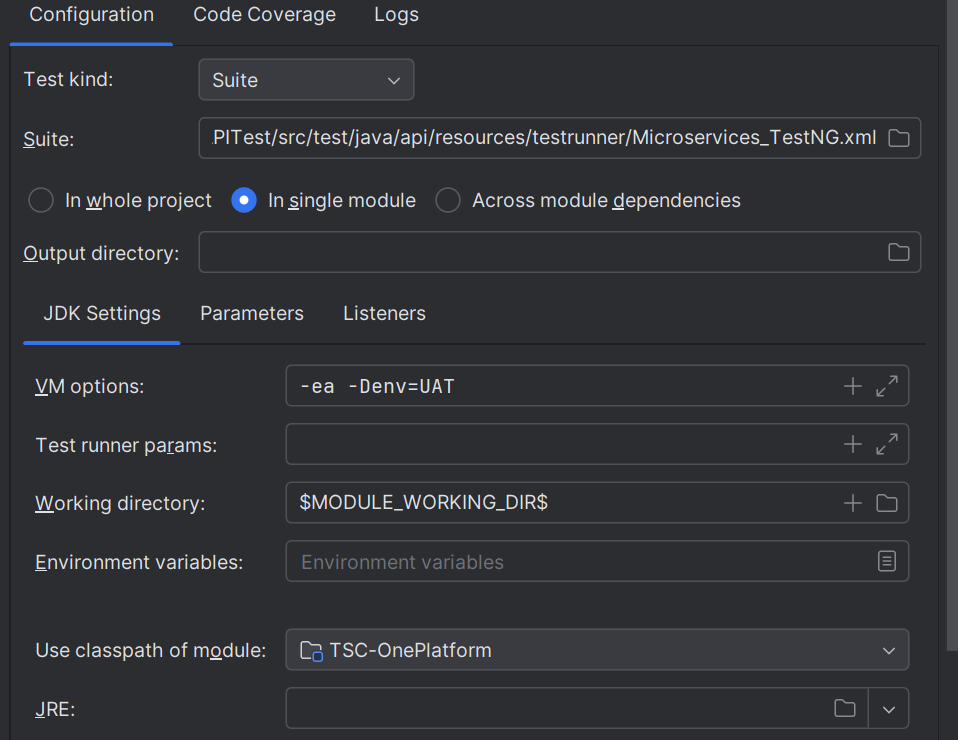 Configuration Code Coverage Logs
Test kind: Suite
Suite: PITest/src/test/java/api/resources/testrunner/Microservices_TestNG.xml
In whole project In single module Across module dependencies
Output directory:
JDK Settings Parameters Listeners
VM options: -ea -Denv=UAT
Test runner params:
Working directory: $MODULE_WORKING_DIR$
Environment variables: Environment variables
Use classpath of module: TSC-OnePlatform
JRE: